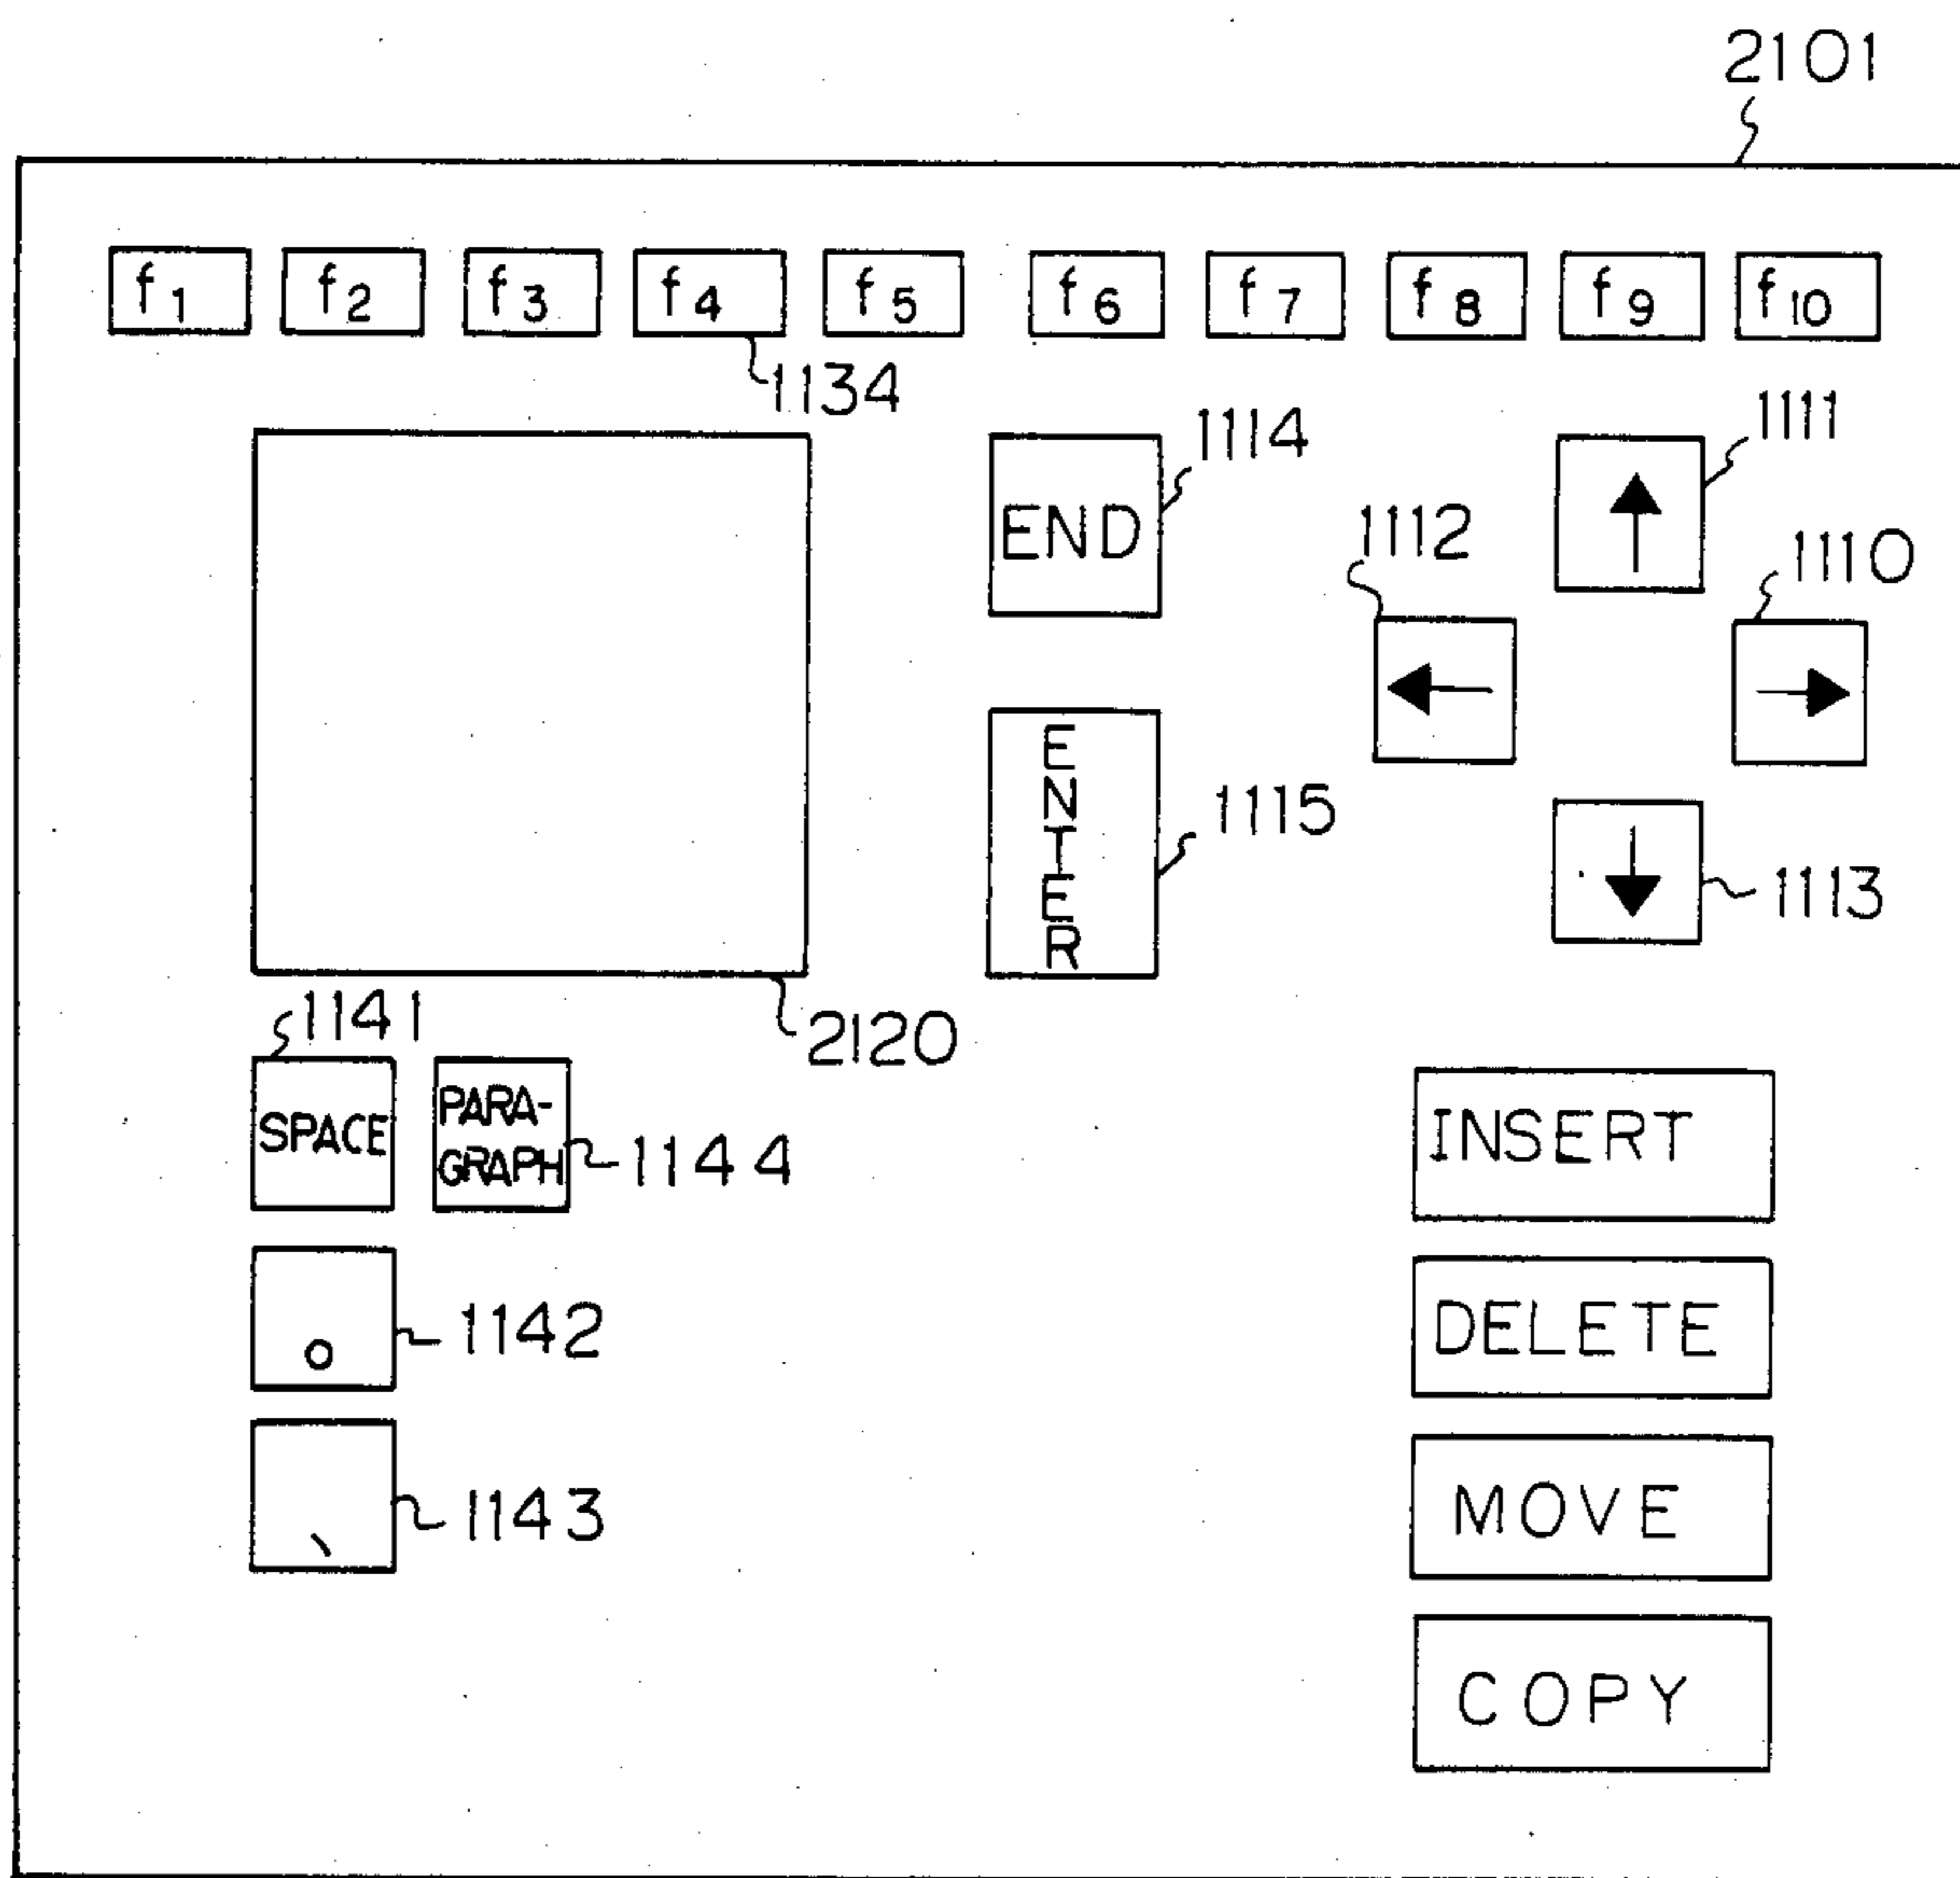 2101
f1 f2 f3 f4 f5 f6 f7 f8 f9 f10
1134
1114
1111
END
1112
1110
ENTER
1115
1113
1141
2120
SPACE
PARA-
GRAPH
1144
INSERT
。
1142
DELETE
、
1143
MOVE
COPY